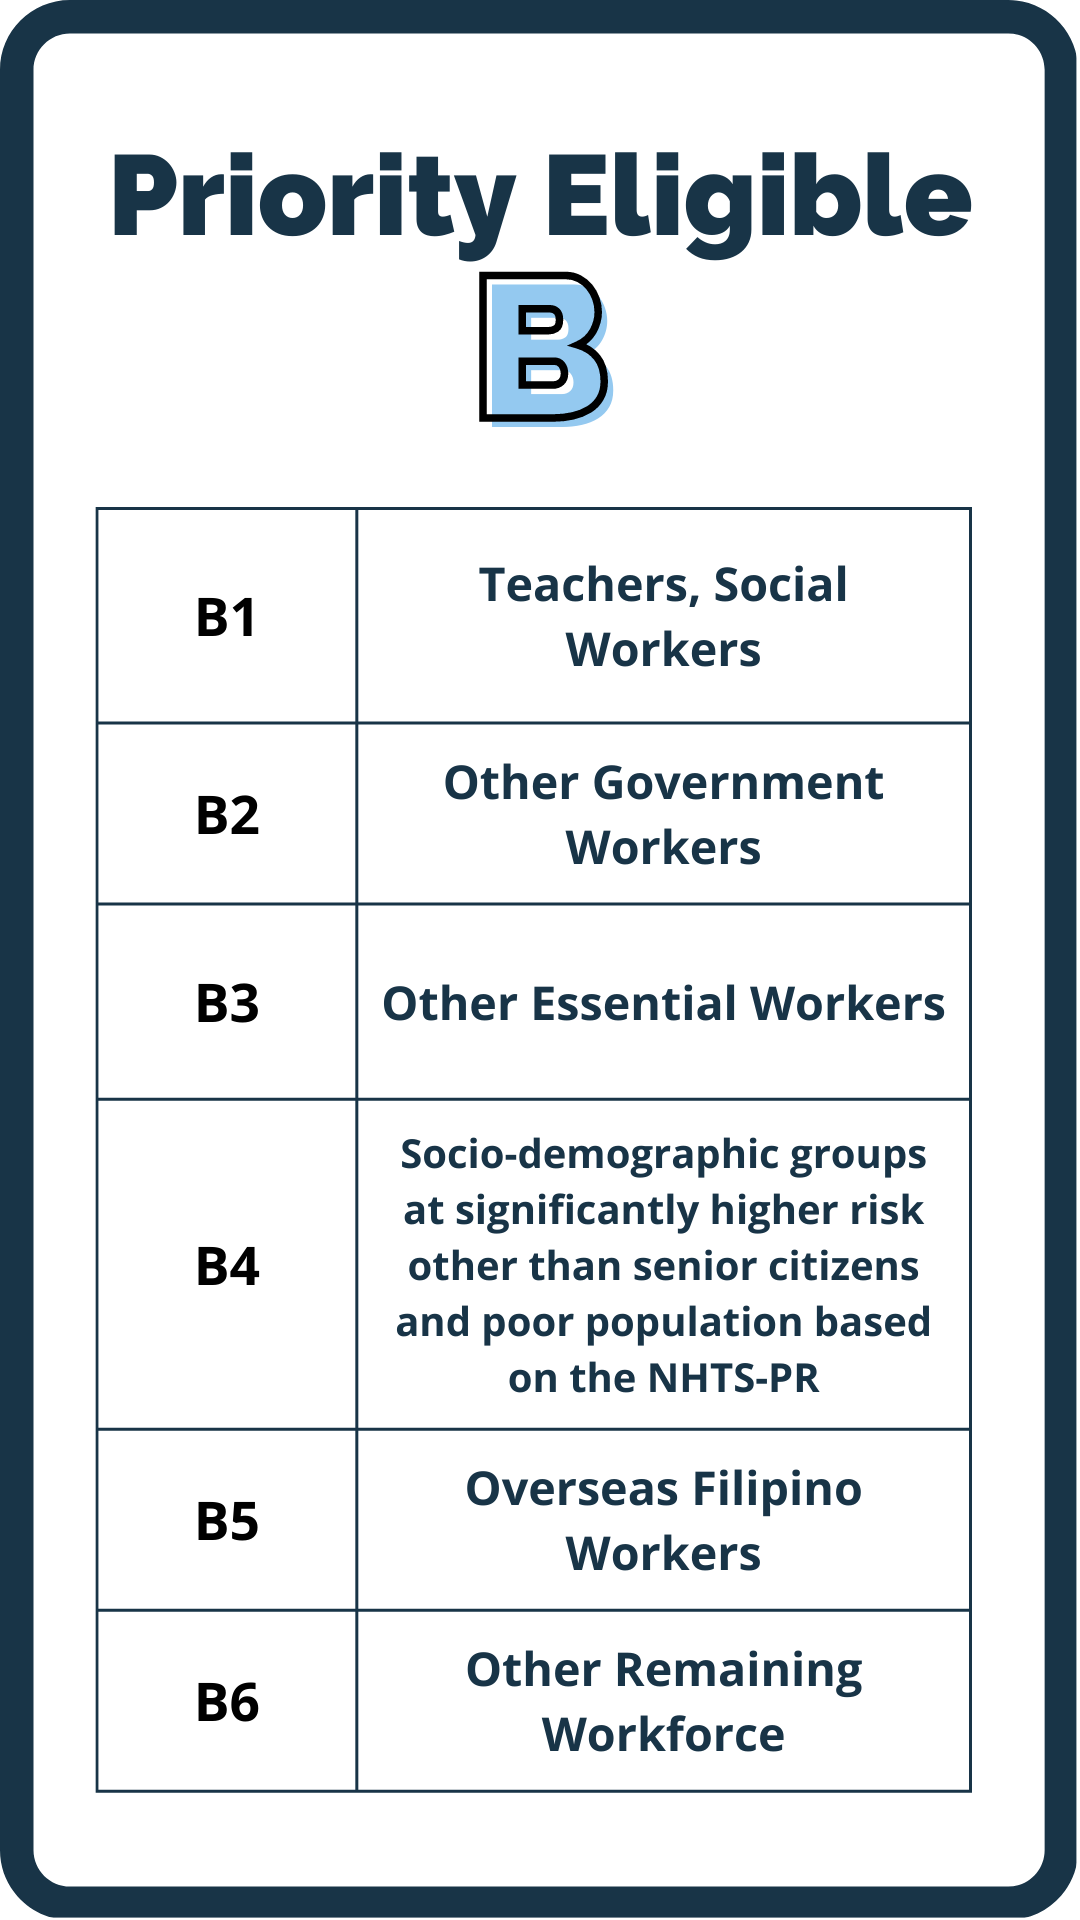 Priority Eligible
B
B1
Teachers, Social
Workers
B2
Other Government
Workers
B3
Other Essential Workers
B4
Socio-demographic groups
at significantly higher risk
other than senior citizens
and poor population based
on the NHTS-PR
B5
Overseas Filipino
Workers
B6
Other Remaining
Workforce